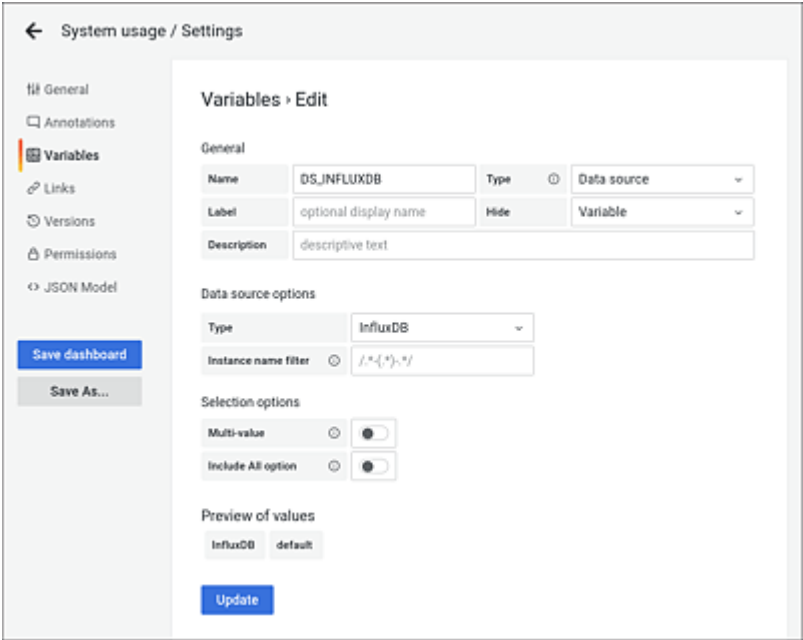 System usage / Settings
General
Annotations
Variables
Links
Versions
Permissions
JSON Model
Save dashboard
Save As...
Variables › Edit
General
Name DS_INFLUXDB Type Data source
Label optional display name Hide Variable
Description descriptive text
Data source options
Type InfluxDB
Instance name filter /.*-(.*)-.*/
Selection options
Multi-value
Include All option
Preview of values
InfluxDB default
Update